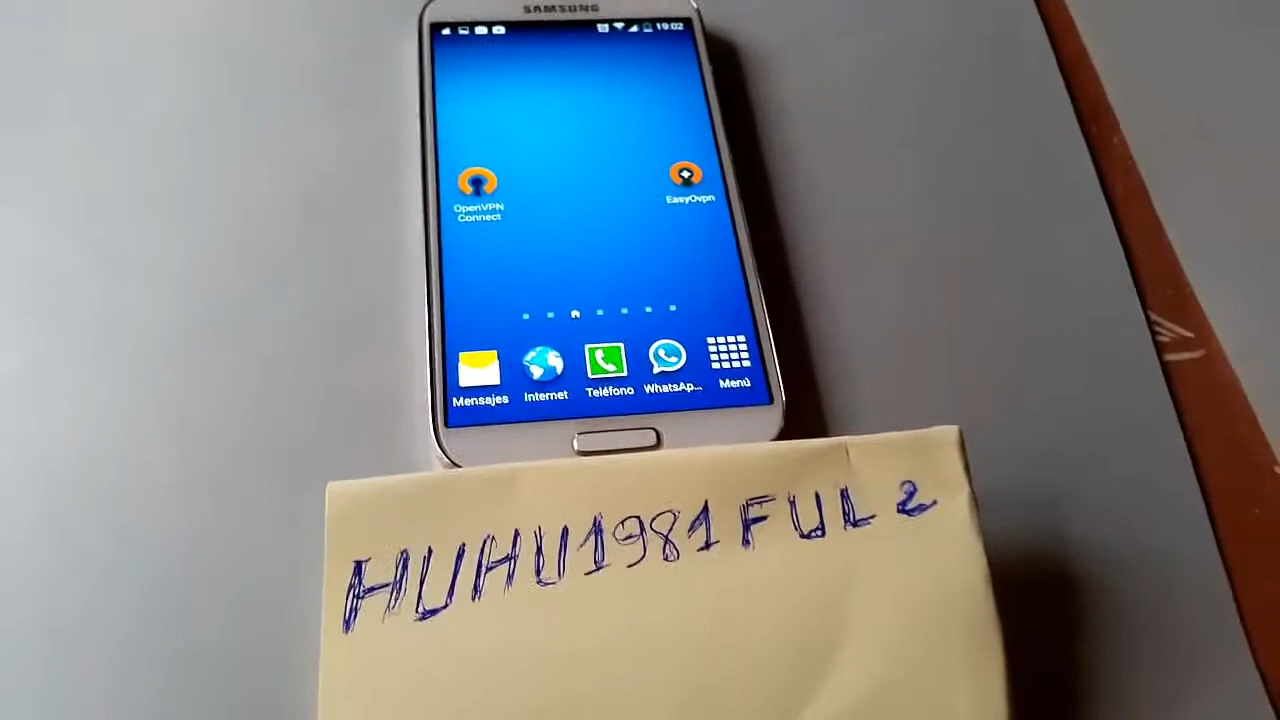 SAMSUNG
19:02
OpenVPN
Connect
EasyOvpn
Mensajes
Internet
Teléfono
WhatsAp...
Menú
HUHU1981FUL2